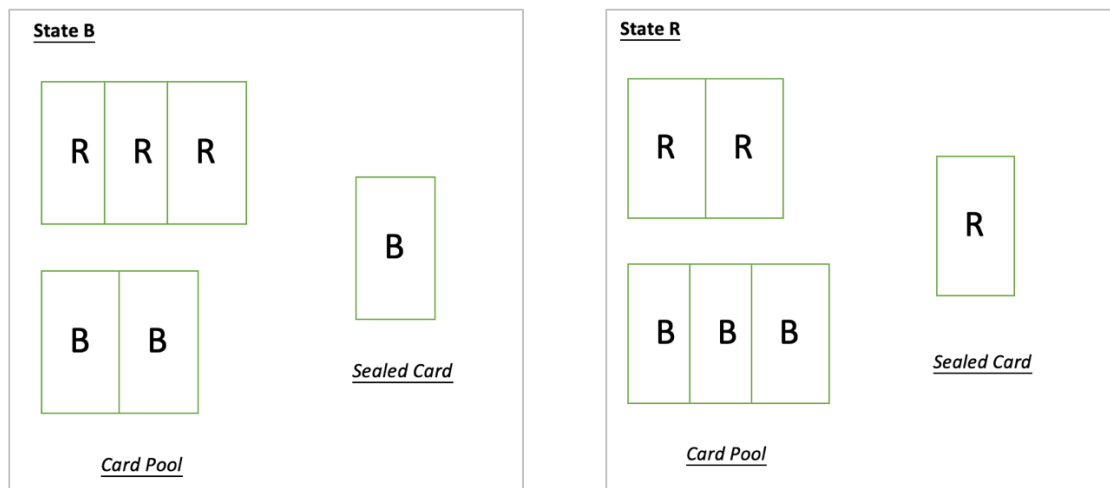 State B
R R R
B
B B
Sealed Card
Card Pool
State R
R R
R
B B B
Sealed Card
Card Pool